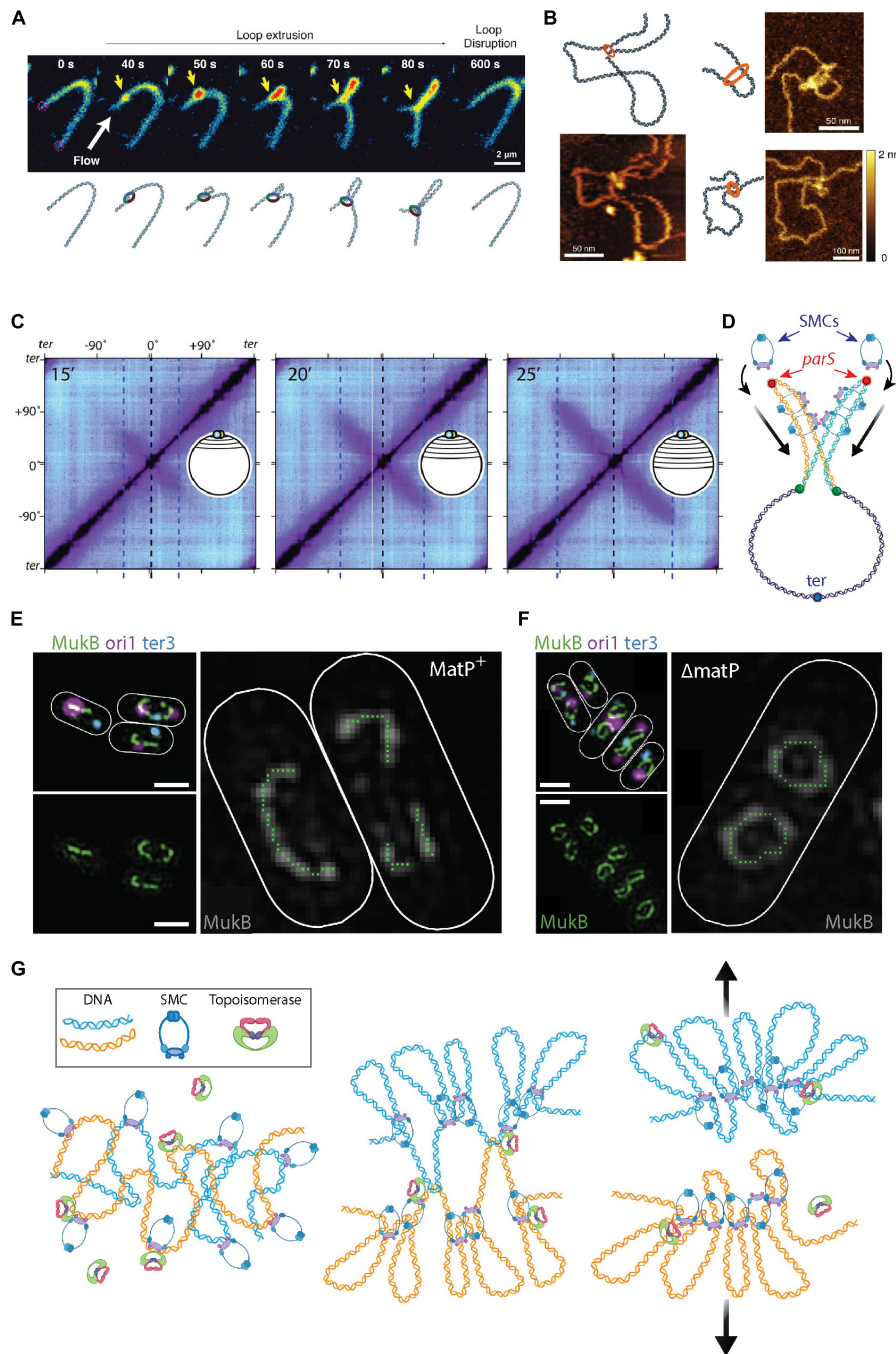 A
Loop extrusion
Loop
Disruption
0 s 40 s 50 s 60 s 70 s 80 s 600 s
Flow
2 µm
B
50 nm
2 nm
50 nm
100 nm
0
C
ter -90° 0° +90° ter
ter
+90°
0°
-90°
ter
15′
20′
25′
D
SMCs
parS
ter
E
MukB ori1 ter3
MatP+
MukB
F
MukB ori1 ter3
ΔmatP
MukB
MukB
G
DNA SMC Topoisomerase